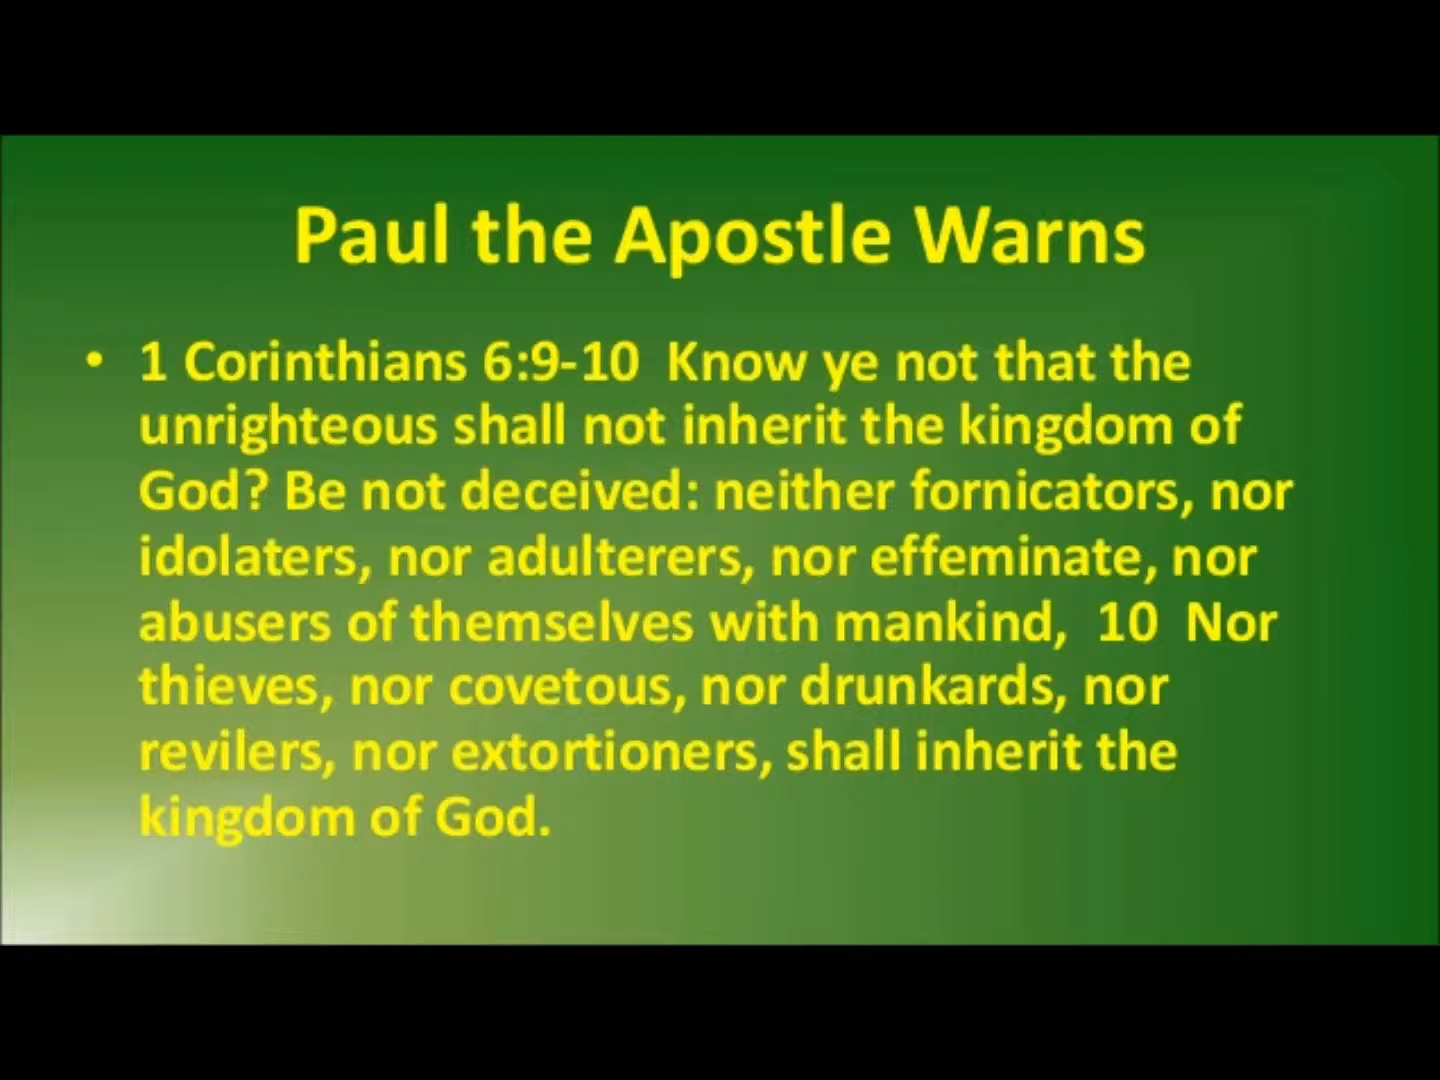 Paul the Apostle Warns
• 1 Corinthians 6:9-10  Know ye not that the
unrighteous shall not inherit the kingdom of
God? Be not deceived: neither fornicators, nor
idolaters, nor adulterers, nor effeminate, nor
abusers of themselves with mankind,  10  Nor
thieves, nor covetous, nor drunkards, nor
revilers, nor extortioners, shall inherit the
kingdom of God.